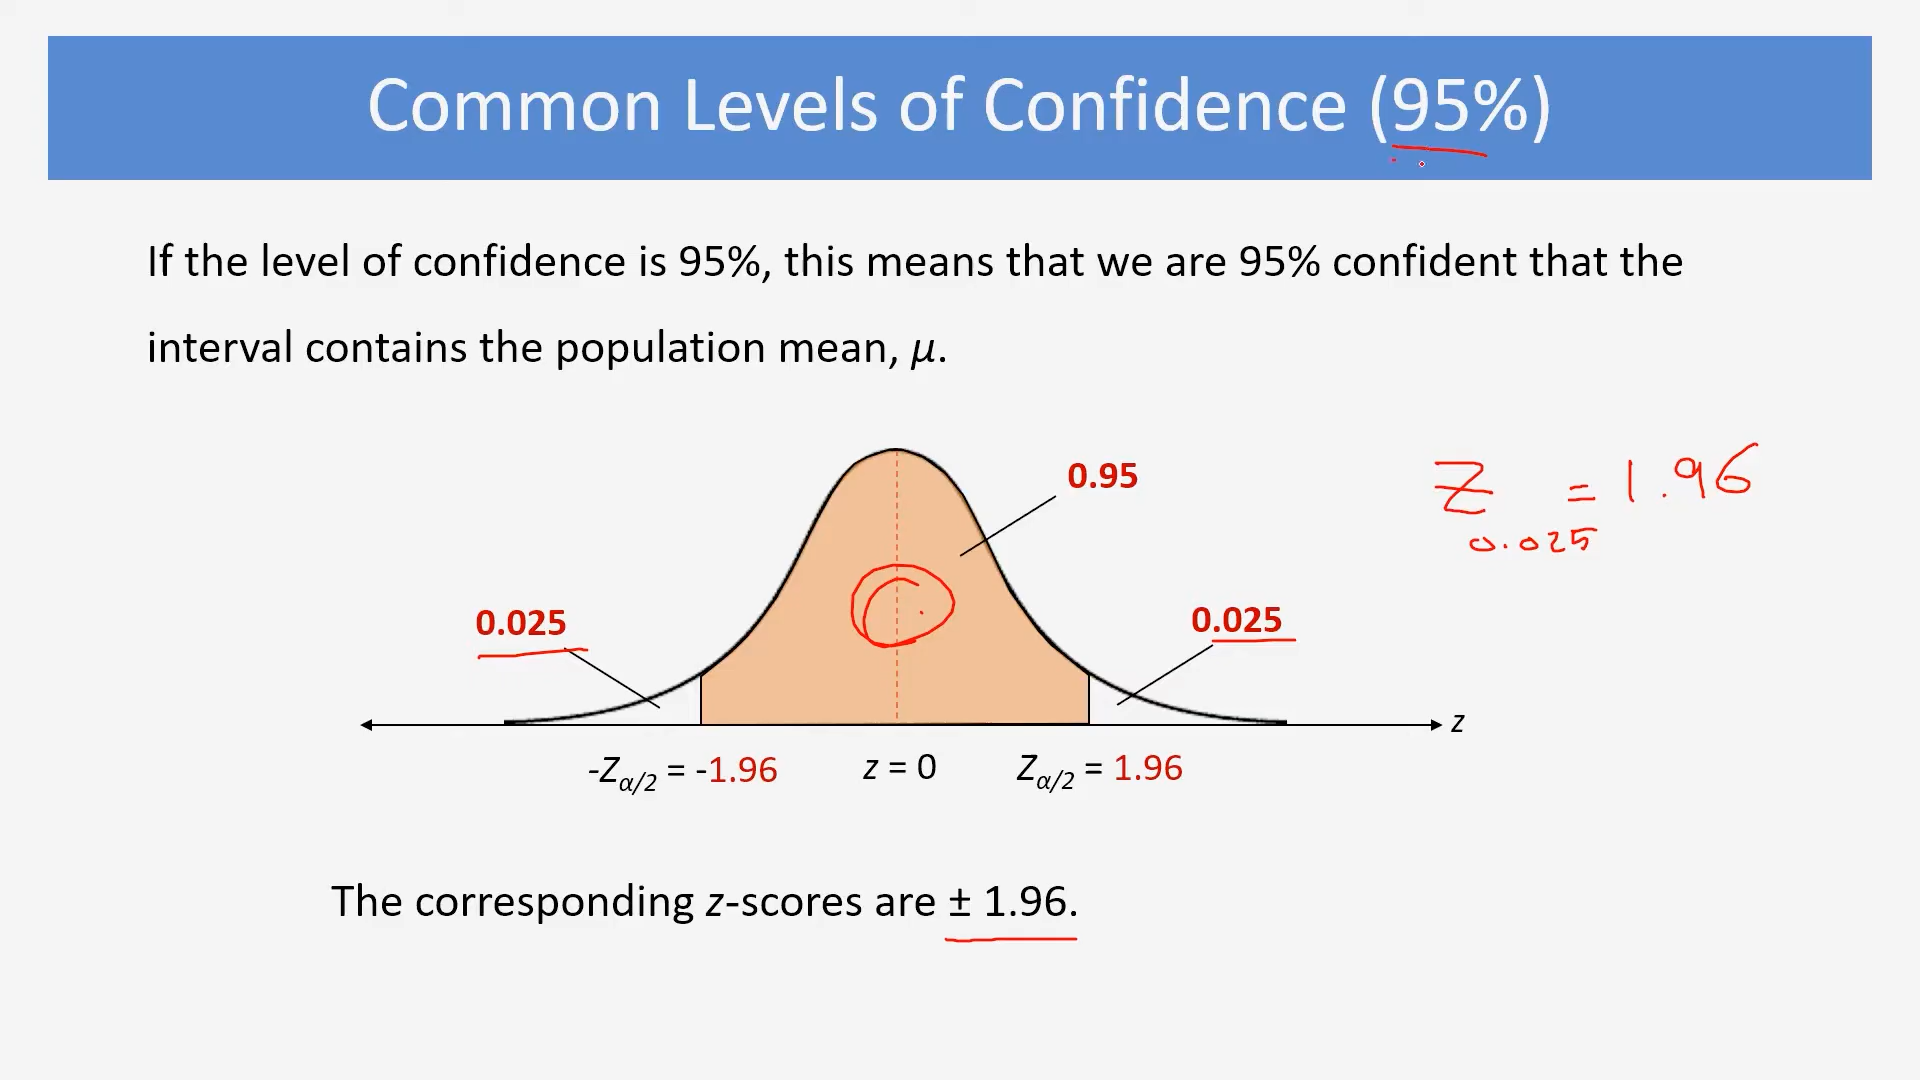 Common Levels of Confidence (95%)
If the level of confidence is 95%, this means that we are 95% confident that the
interval contains the population mean, μ.
0.95
Z0.025 = 1.96
0.025
0.025
z
-Zα/2 = -1.96
z = 0
Zα/2 = 1.96
The corresponding z-scores are ± 1.96.